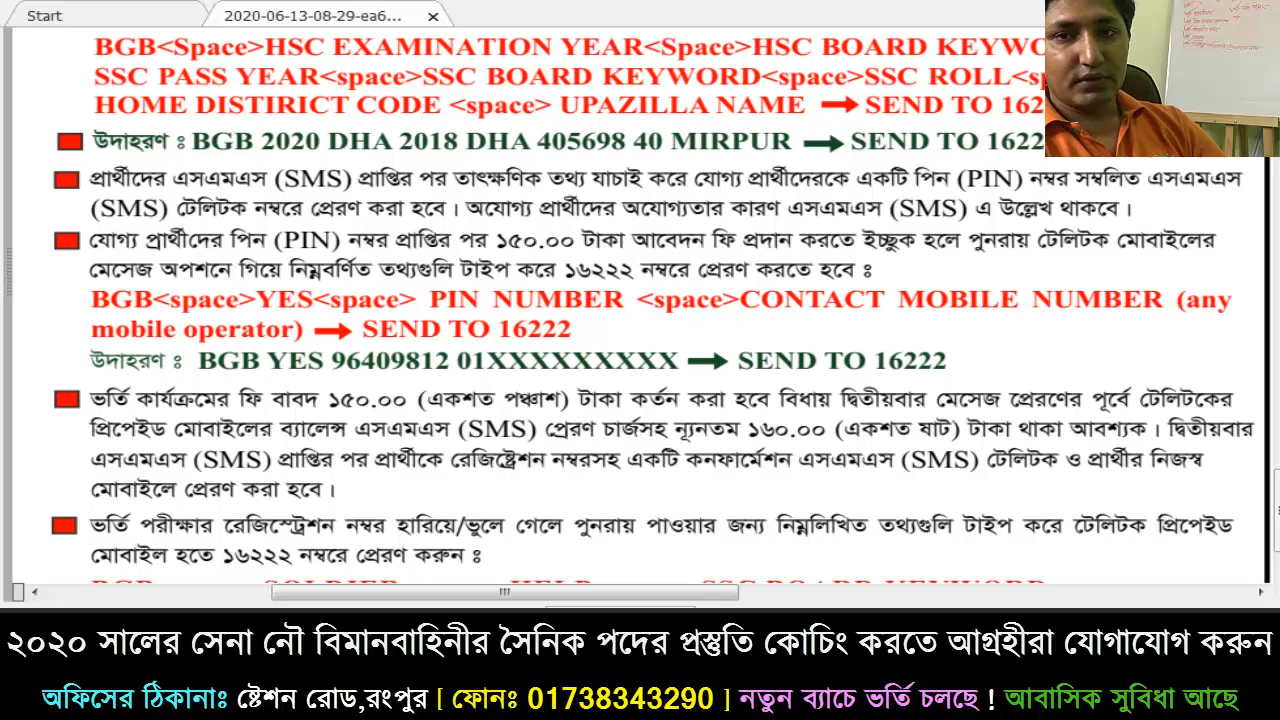 Start
2020-06-13-08-29-ea6...
BGB<Space>HSC EXAMINATION YEAR<Space>HSC BOARD KEYWO
SSC PASS YEAR<space>SSC BOARD KEYWORD<space>SSC ROLL<s
HOME DISTIRICT CODE <space> UPAZILLA NAME → SEND TO 162
উদাহরণ ঃ BGB 2020 DHA 2018 DHA 405698 40 MIRPUR → SEND TO 1622
প্রার্থীদের এসএমএস (SMS) প্রাপ্তির পর তাৎক্ষণিক তথ্য যাচাই করে যোগ্য প্রার্থীদেরকে একটি পিন (PIN) নম্বর সম্বলিত এসএমএস
(SMS) টেলিটক নম্বরে প্রেরণ করা হবে। অযোগ্য প্রার্থীদের অযোগ্যতার কারণ এসএমএস (SMS) এ উল্লেখ থাকবে।
যোগ্য প্রার্থীদের পিন (PIN) নম্বর প্রাপ্তির পর ১৫০.০০ টাকা আবেদন ফি প্রদান করতে ইচ্ছুক হলে পুনরায় টেলিটক মোবাইলের
মেসেজ অপশনে গিয়ে নিম্নবর্ণিত তথ্যগুলি টাইপ করে ১৬২২২ নম্বরে প্রেরণ করতে হবে ঃ
BGB<space>YES<space> PIN NUMBER <space>CONTACT MOBILE NUMBER (any
mobile operator) → SEND TO 16222
উদাহরণ ঃ BGB YES 96409812 01XXXXXXXXX → SEND TO 16222
ভর্তি কার্যক্রমের ফি বাবদ ১৫০.০০ (একশত পঞ্চাশ) টাকা কর্তন করা হবে বিধায় দ্বিতীয়বার মেসেজ প্রেরণের পূর্বে টেলিটকের
প্রিপেইড মোবাইলের ব্যালেন্স এসএমএস (SMS) প্রেরণ চার্জসহ ন্যূনতম ১৬০.০০ (একশত ষাট) টাকা থাকা আবশ্যক। দ্বিতীয়বার
এসএমএস (SMS) প্রাপ্তির পর প্রার্থীকে রেজিষ্ট্রেশন নম্বরসহ একটি কনফার্মেশন এসএমএস (SMS) টেলিটক ও প্রার্থীর নিজস্ব
মোবাইলে প্রেরণ করা হবে।
ভর্তি পরীক্ষার রেজিস্ট্রেশন নম্বর হারিয়ে/ভুলে গেলে পুনরায় পাওয়ার জন্য নিম্নলিখিত তথ্যগুলি টাইপ করে টেলিটক প্রিপেইড
মোবাইল হতে ১৬২২২ নম্বরে প্রেরণ করুন ঃ
২০২০ সালের সেনা নৌ বিমানবাহিনীর সৈনিক পদের প্রস্তুতি কোচিং করতে আগ্রহীরা যোগাযোগ করুন
অফিসের ঠিকানাঃ ষ্টেশন রোড,রংপুর [ ফোনঃ 01738343290 ] নতুন ব্যাচে ভর্তি চলছে ! আবাসিক সুবিধা আছে